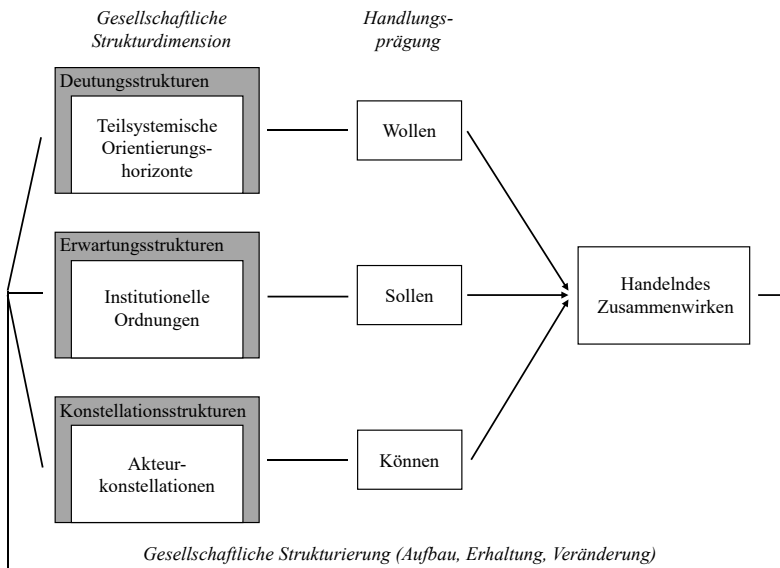 Gesellschaftliche
Strukturdimension
Handlungs-
prägung
Deutungsstrukturen
Teilsystemische
Orientierungs-
horizonte
Wollen
Erwartungsstrukturen
Institutionelle
Ordnungen
Sollen
Handelndes
Zusammenwirken
Konstellationsstrukturen
Akteur-
konstellationen
Können
Gesellschaftliche Strukturierung (Aufbau, Erhaltung, Veränderung)